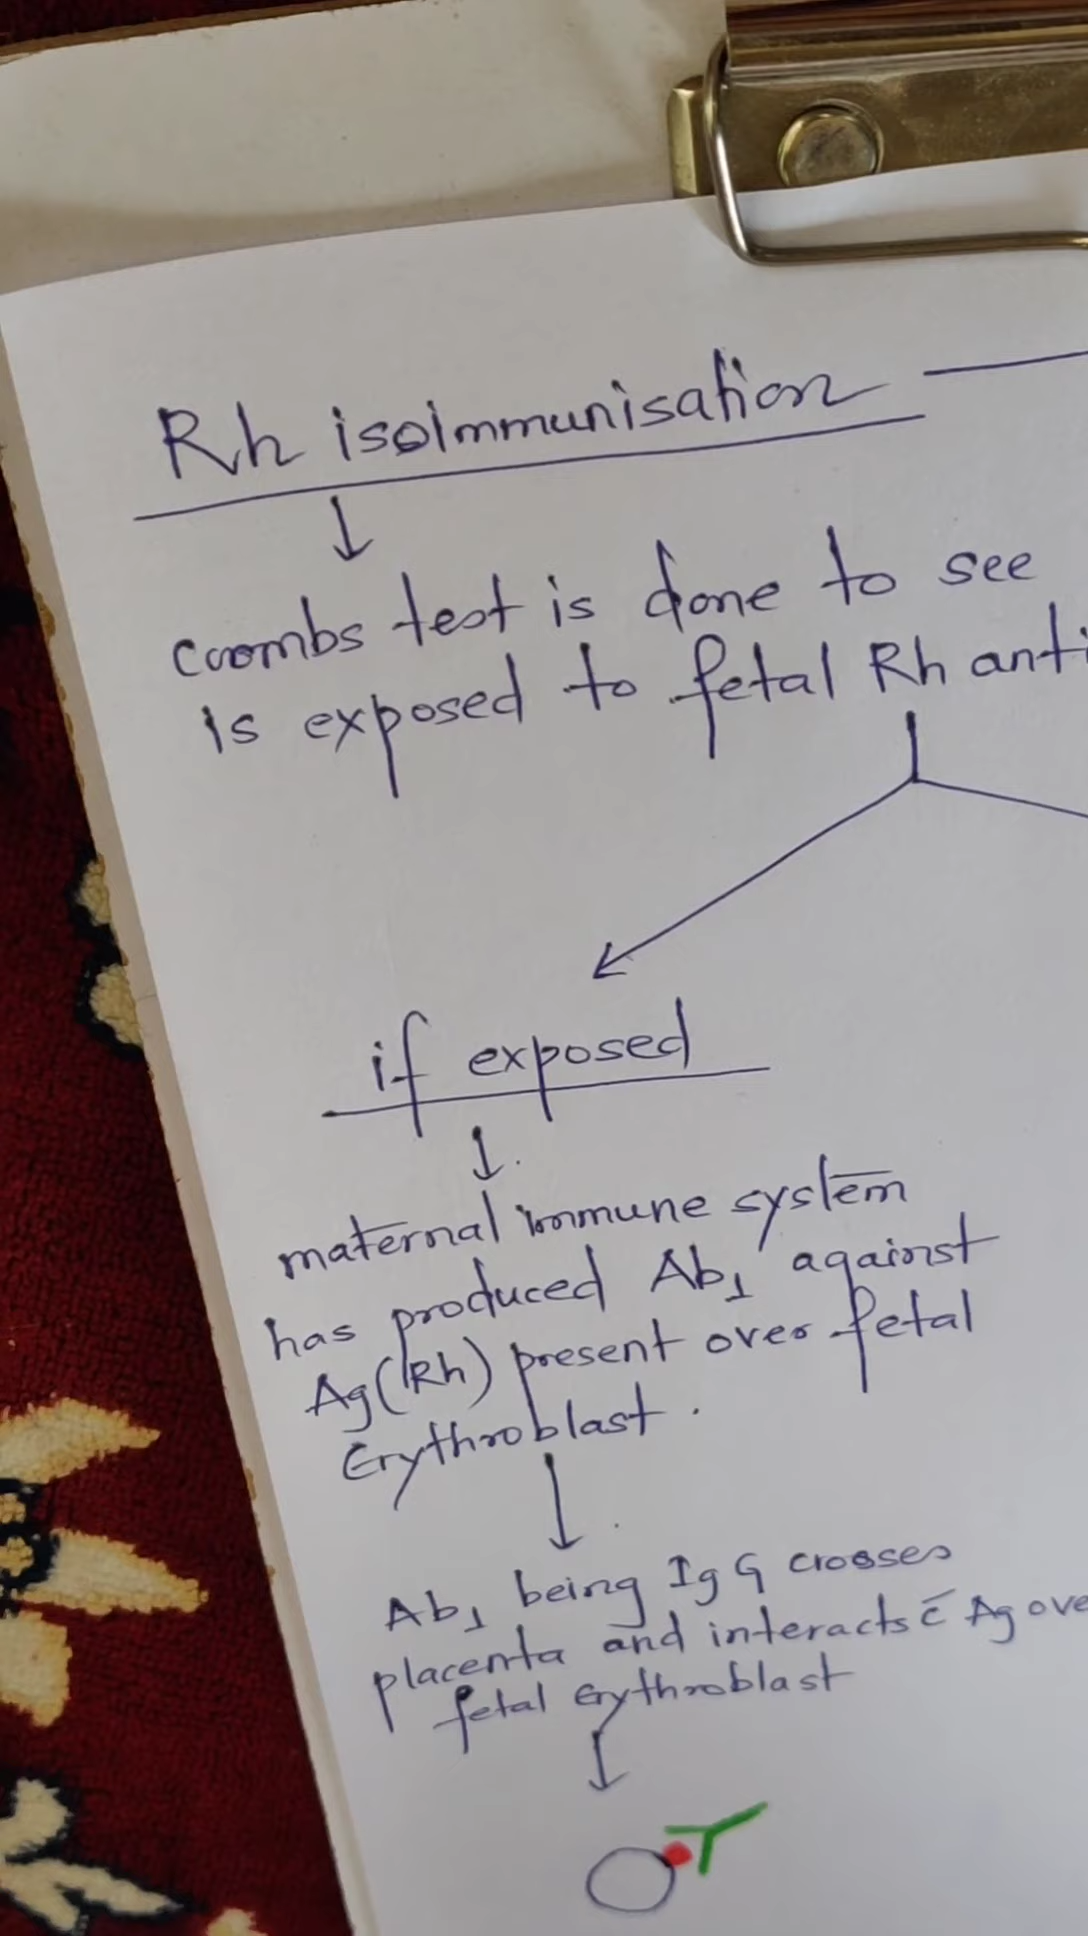 Rh isoimmunisation
Coombs test is done to see
is exposed to fetal Rh anti
if exposed
maternal immune system
has produced Ab1 against
Ag(Rh) present over fetal
Erythroblast.
Ab1 being IgG crosses
placenta and interacts c̄ Ag ove
fetal Erythroblast